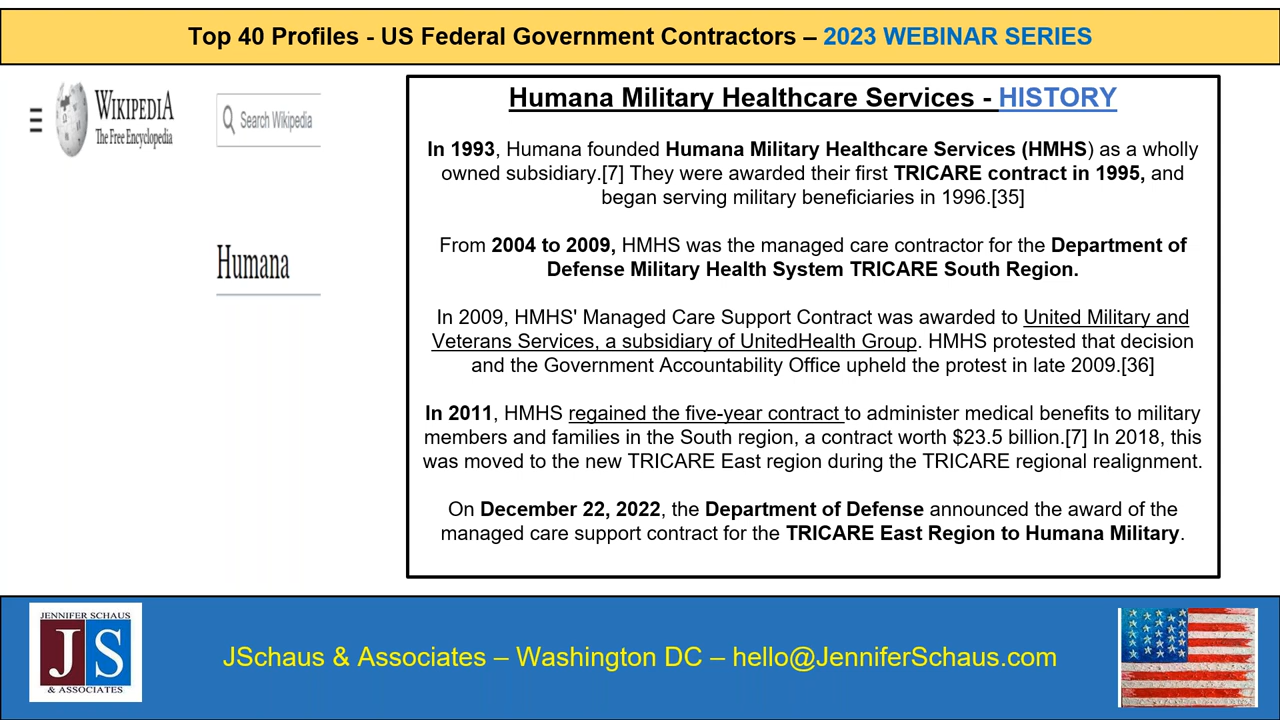 Top 40 Profiles - US Federal Government Contractors – 2023 WEBINAR SERIES
WIKIPEDIA
The Free Encyclopedia
Search Wikipedia
Humana
Humana Military Healthcare Services - HISTORY
In 1993, Humana founded Humana Military Healthcare Services (HMHS) as a wholly
owned subsidiary.[7] They were awarded their first TRICARE contract in 1995, and
began serving military beneficiaries in 1996.[35]
From 2004 to 2009, HMHS was the managed care contractor for the Department of
Defense Military Health System TRICARE South Region.
In 2009, HMHS' Managed Care Support Contract was awarded to United Military and
Veterans Services, a subsidiary of UnitedHealth Group. HMHS protested that decision
and the Government Accountability Office upheld the protest in late 2009.[36]
In 2011, HMHS regained the five-year contract to administer medical benefits to military
members and families in the South region, a contract worth $23.5 billion.[7] In 2018, this
was moved to the new TRICARE East region during the TRICARE regional realignment.
On December 22, 2022, the Department of Defense announced the award of the
managed care support contract for the TRICARE East Region to Humana Military.
JENNIFER SCHAUS
JS
& ASSOCIATES
JSchaus & Associates – Washington DC – hello@JenniferSchaus.com